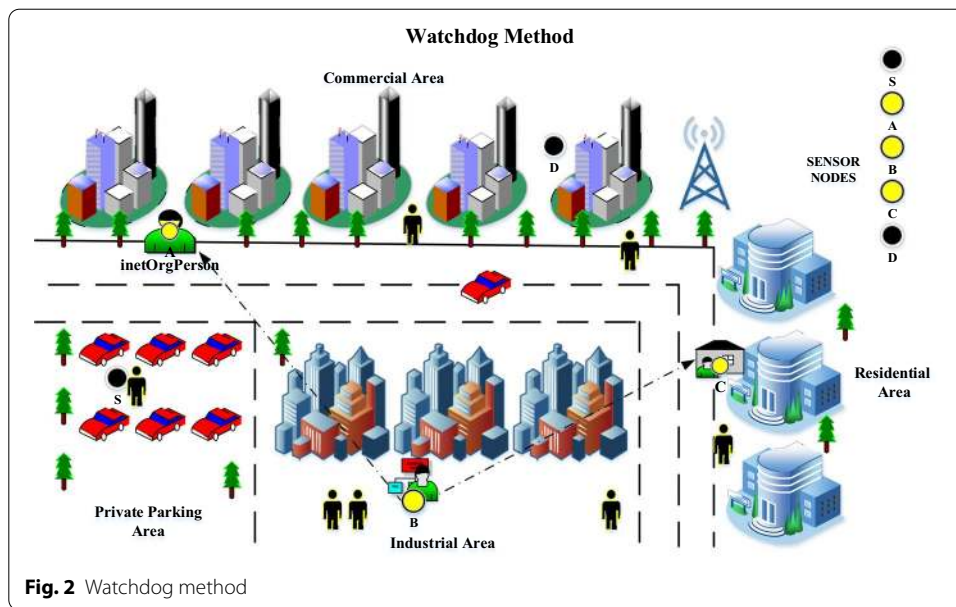 Watchdog Method
Commercial Area
S
A
B
C
D
SENSOR
NODES
D
A
inetOrgPerson
S
C
Residential
Area
B
Private Parking
Area
Industrial Area
Fig. 2 Watchdog method